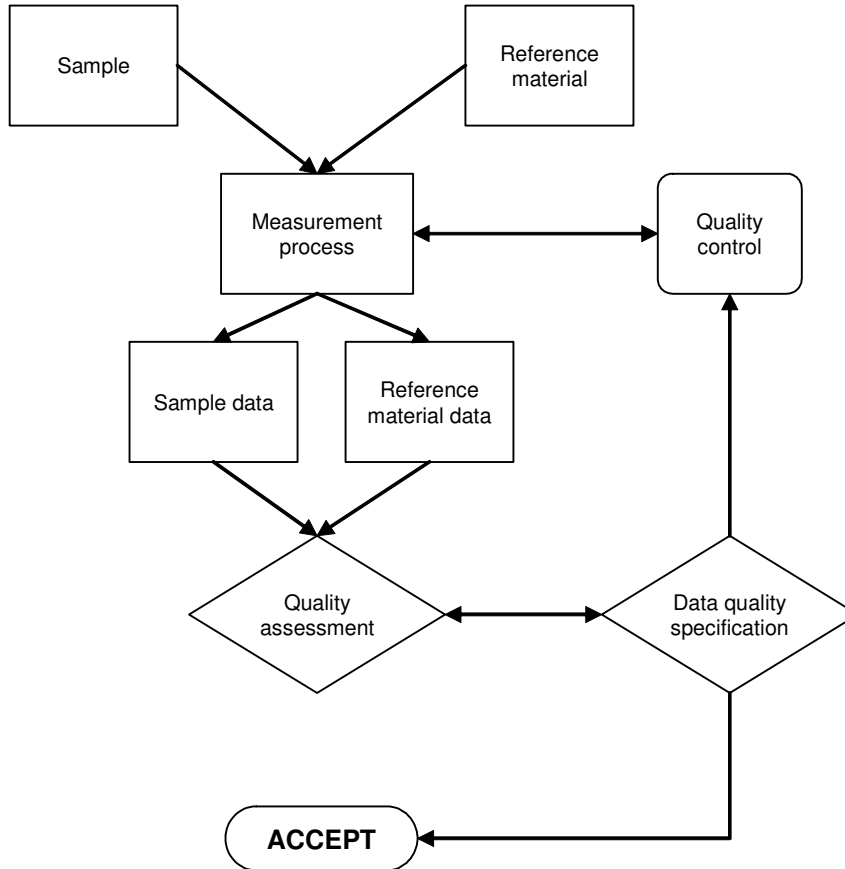 Sample
Reference
material
Measurement
process
Quality
control
Sample data
Reference
material data
Quality
assessment
Data quality
specification
ACCEPT